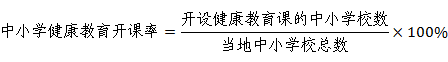 中小学健康教育开课率 = 开设健康教育课的中小学校数 / 当地中小学校总数 × 100%